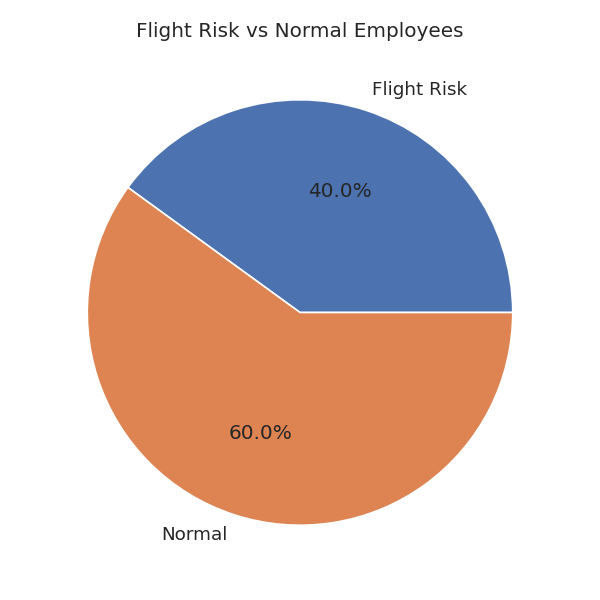 Flight Risk vs Normal Employees
Flight Risk
40.0%
60.0%
Normal